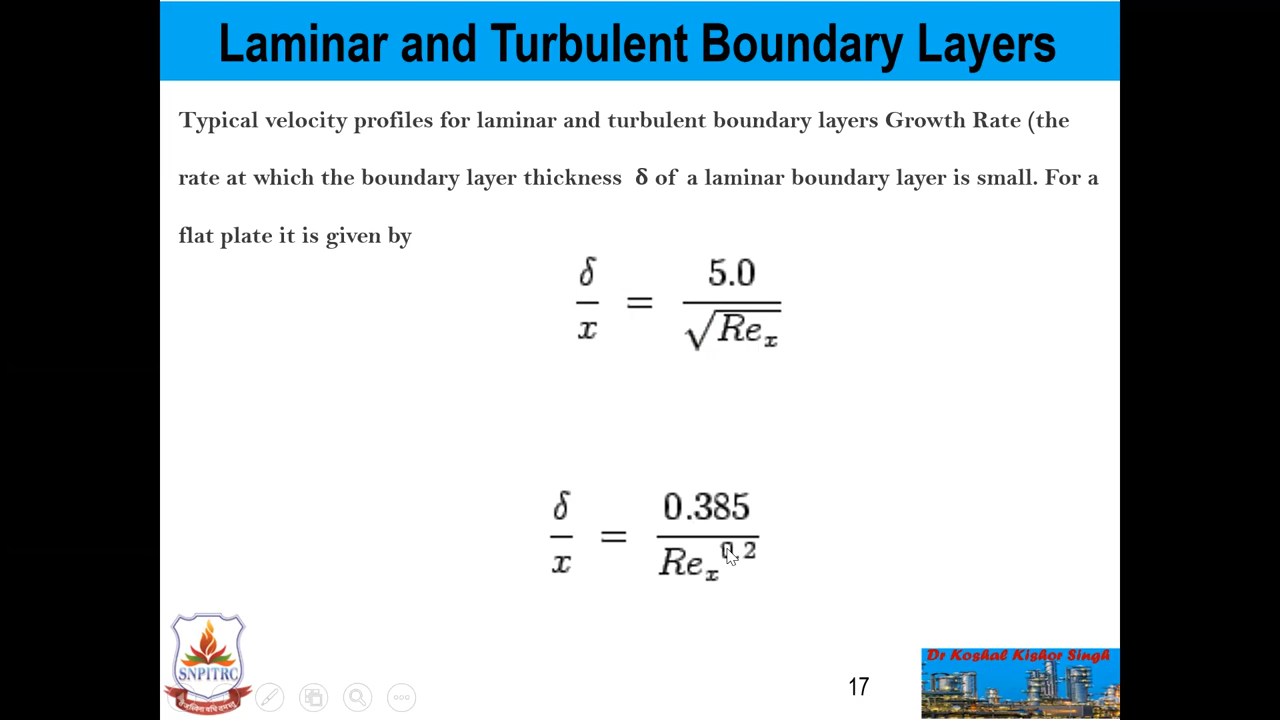 Laminar and Turbulent Boundary Layers
Typical velocity profiles for laminar and turbulent boundary layers Growth Rate (the
rate at which the boundary layer thickness δ of a laminar boundary layer is small. For a
flat plate it is given by
δ/x = 5.0/√Reₓ
δ/x = 0.385/Reₓ^0.2
SNPITRC
17
Dr Koshal Kishor Singh